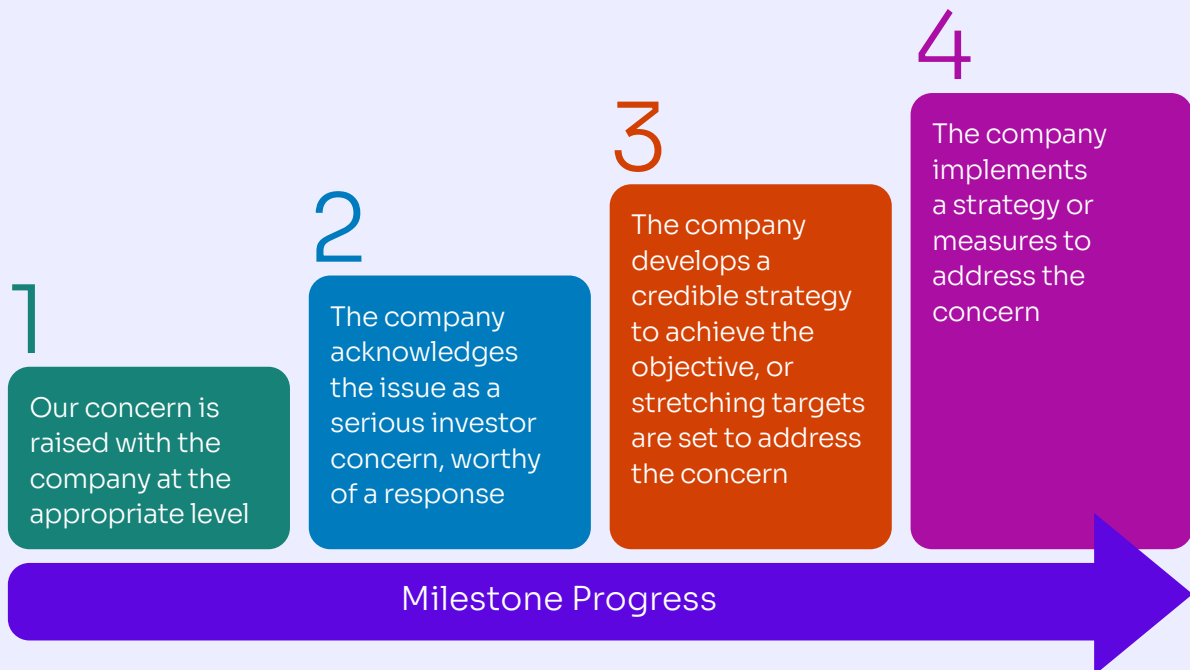 1
Our concern is
raised with the
company at the
appropriate level
2
The company
acknowledges
the issue as a
serious investor
concern, worthy
of a response
3
The company
develops a
credible strategy
to achieve the
objective, or
stretching targets
are set to address
the concern
4
The company
implements
a strategy or
measures to
address the
concern
Milestone Progress